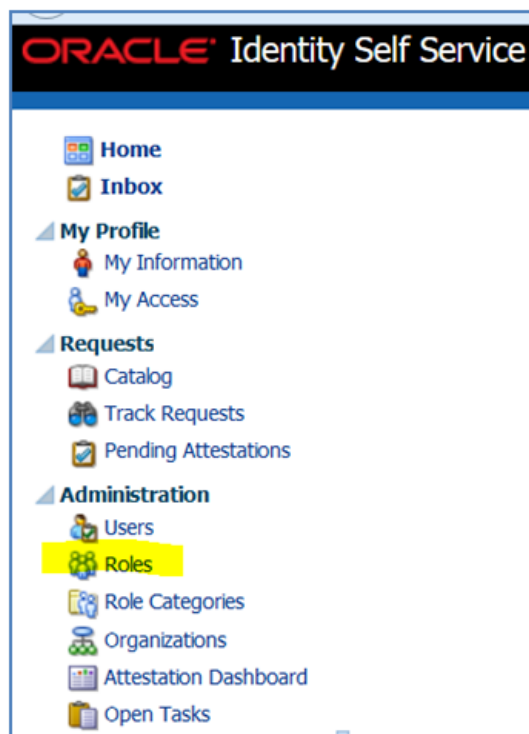 ORACLE Identity Self Service
Home
Inbox
My Profile
My Information
My Access
Requests
Catalog
Track Requests
Pending Attestations
Administration
Users
Roles
Role Categories
Organizations
Attestation Dashboard
Open Tasks